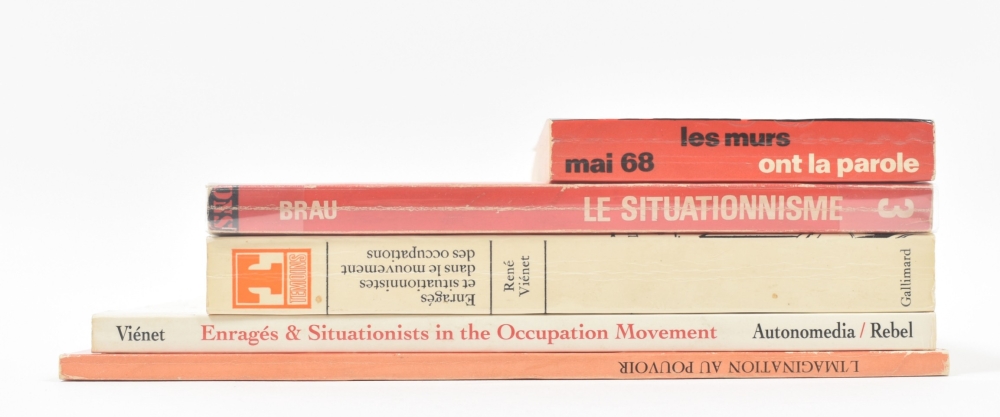 les murs
mai 68 ont la parole
BRAU LE SITUATIONNISME 3
TÉMOINS
Enragés
et situationnistes
dans le mouvement
des occupations
René
Viénet
Gallimard
Viénet Enragés & Situationists in the Occupation Movement Autonomedia / Rebel
L'IMAGINATION AU POUVOIR